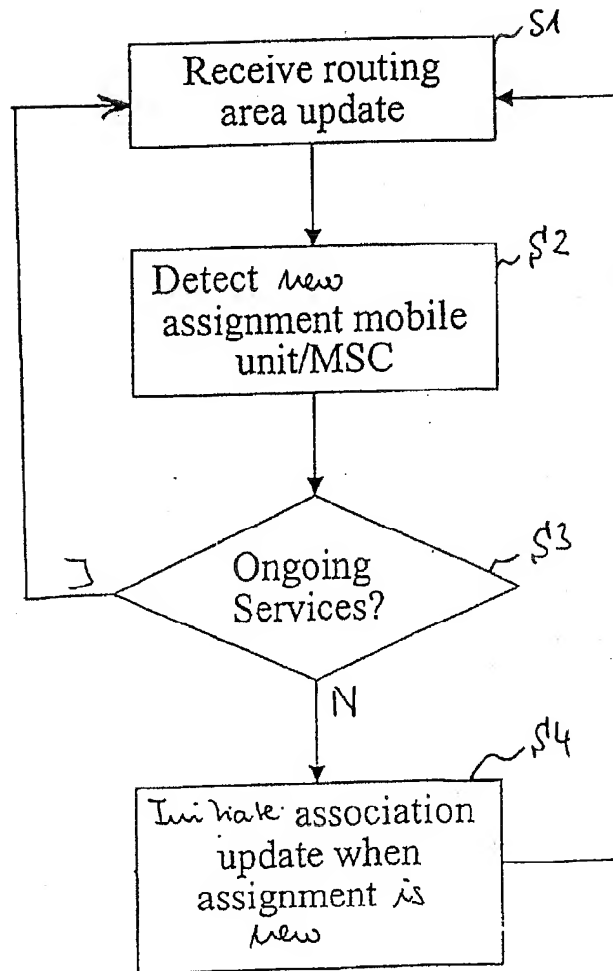 S1
Receive routing
area update
S2
Detect new
assignment mobile
unit/MSC
S3
J
Ongoing
Services?
N
S4
Initiate association
update when
assignment is
new